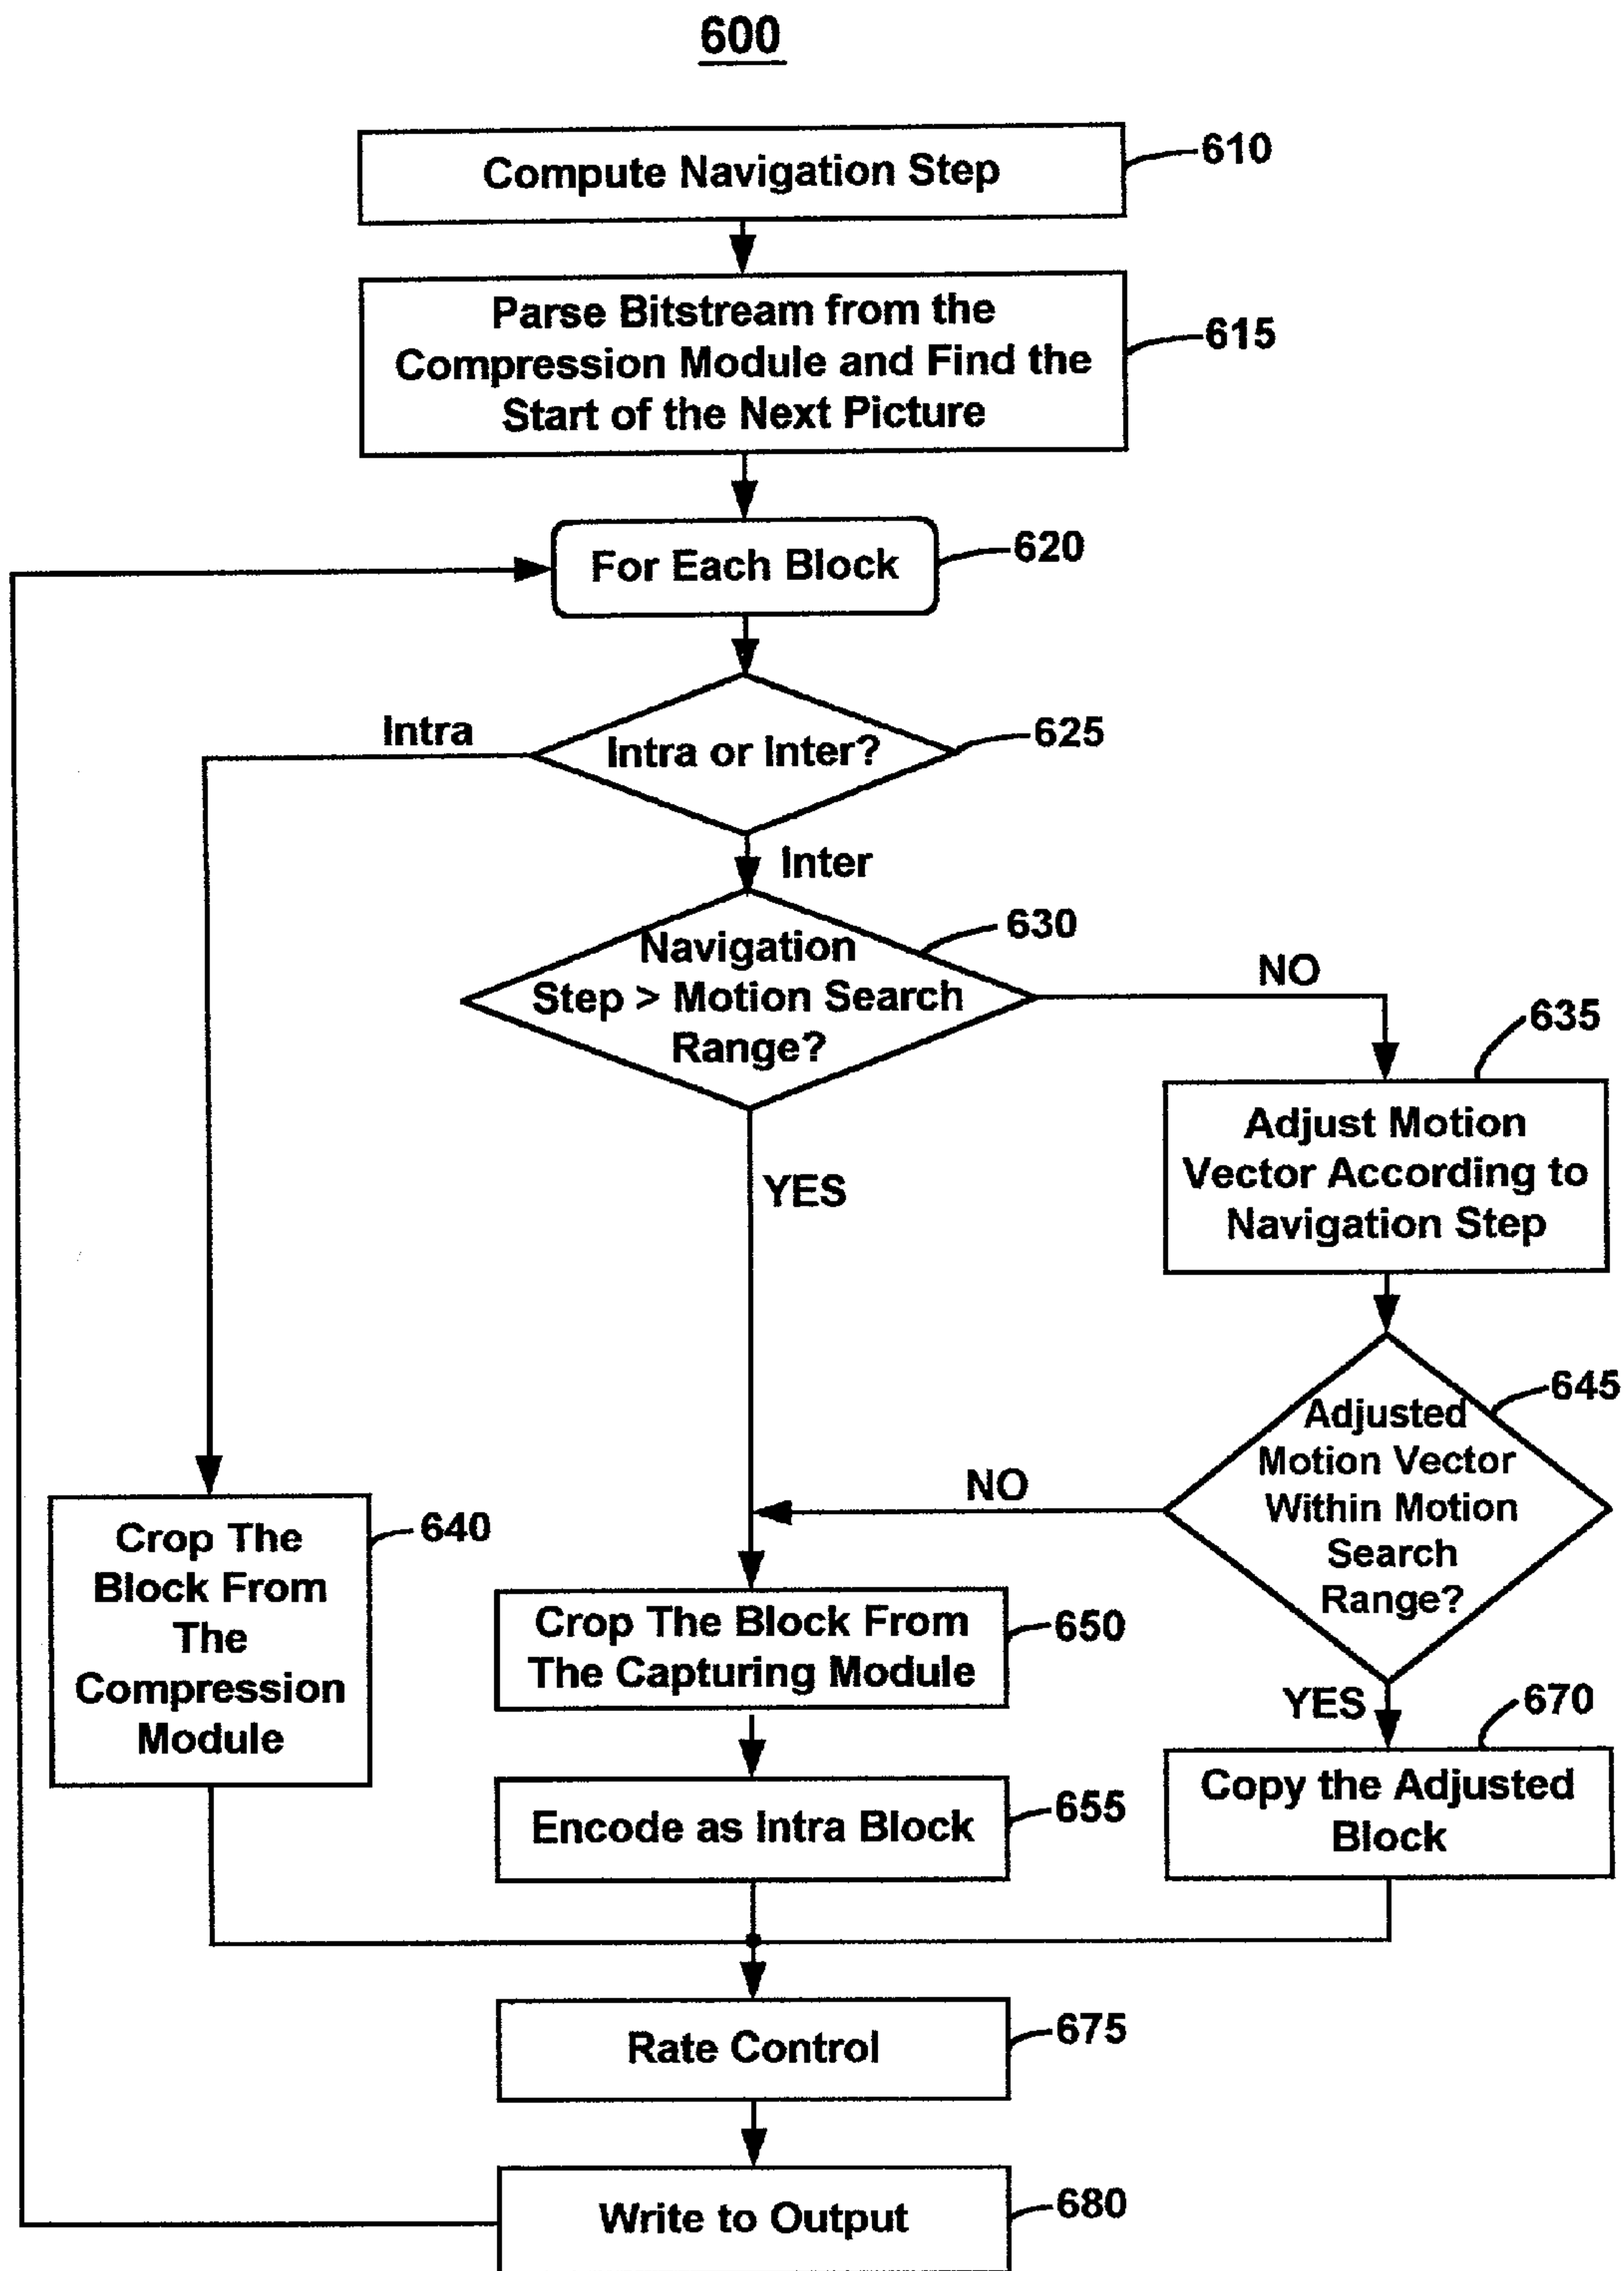 600
Compute Navigation Step
610
Parse Bitstream from the
Compression Module and Find the
Start of the Next Picture
615
For Each Block
620
Intra or Inter?
625
Intra
Inter
Navigation
Step > Motion Search
Range?
630
NO
YES
Adjust Motion
Vector According to
Navigation Step
635
Adjusted
Motion Vector
Within Motion
Search
Range?
645
NO
YES
Crop The
Block From
The
Compression
Module
640
Crop The Block From
The Capturing Module
650
Encode as Intra Block
655
Copy the Adjusted
Block
670
Rate Control
675
Write to Output
680